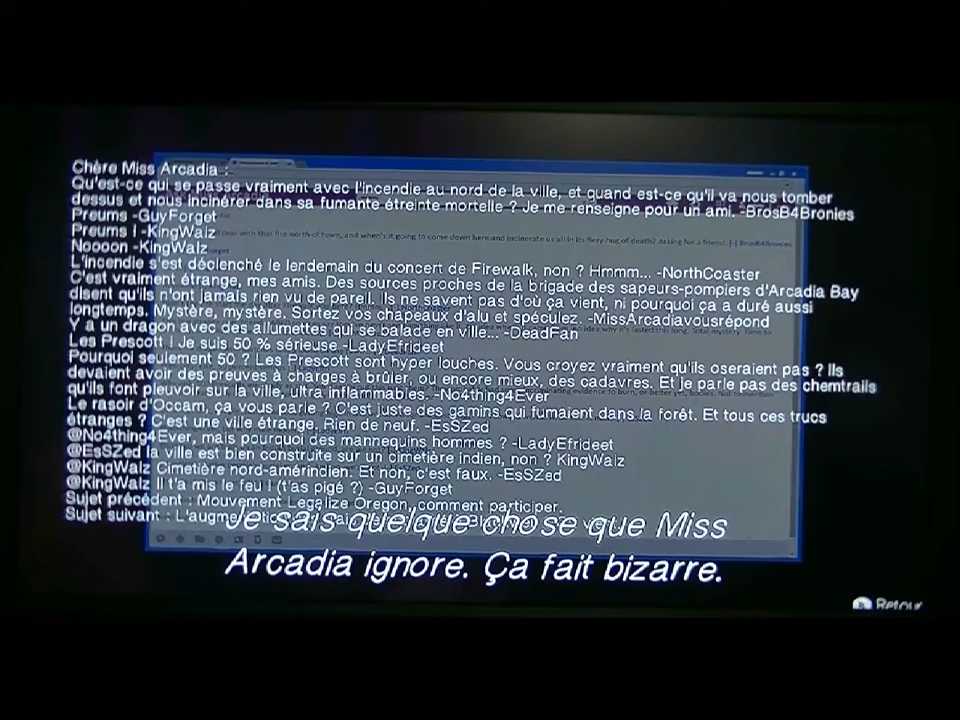 Chère Miss Arcadia :
Qu'est-ce qui se passe vraiment avec l'incendie au nord de la ville, et quand est-ce qu'il va nous tomber
dessus et nous incinérer dans sa fumante étreinte mortelle ? Je me renseigne pour un ami. -BrosB4Bronies
Preums -GuyForget
Preums ! -KingWalz
Noooon -KingWalz
L'incendie s'est déclenché le lendemain du concert de Firewalk, non ? Hmmm... -NorthCoaster
C'est vraiment étrange, mes amis. Des sources proches de la brigade des sapeurs-pompiers d'Arcadia Bay
disent qu'ils n'ont jamais rien vu de pareil. Ils ne savent pas d'où ça vient, ni pourquoi ça a duré aussi
longtemps. Mystère, mystère. Sortez vos chapeaux d'alu et spéculez. -MissArcadiavousrépond
Y a un dragon avec des allumettes qui se balade en ville... -DeadFan
Les Prescott ! Je suis 50 % sérieuse -LadyEfrideet
Pourquoi seulement 50 ? Les Prescott sont hyper louches. Vous croyez vraiment qu'ils oseraient pas ? Ils
devaient avoir des preuves à charges à brûler, ou encore mieux, des cadavres. Et je parle pas des chemtrails
qu'ils font pleuvoir sur la ville, ultra inflammables. -No4thing4Ever
Le rasoir d'Occam, ça vous parle ? C'est juste des gamins qui fumaient dans la forêt. Et tous ces trucs
étranges ? C'est une ville étrange. Rien de neuf. -EsSZed
@No4thing4Ever, mais pourquoi des mannequins hommes ? -LadyEfrideet
@EsSZed la ville est bien construite sur un cimetière indien, non ? KingWalz
@KingWalz Cimetière nord-amérindien. Et non, c'est faux. -EsSZed
@KingWalz Il t'a mis le feu ! (t'as pigé ?) -GuyForget
Sujet précédent : Mouvement Legalize Oregon, comment participer.
Sujet suivant : L'augme
Je sais quelque chose que Miss
Arcadia ignore. Ça fait bizarre.
Retour